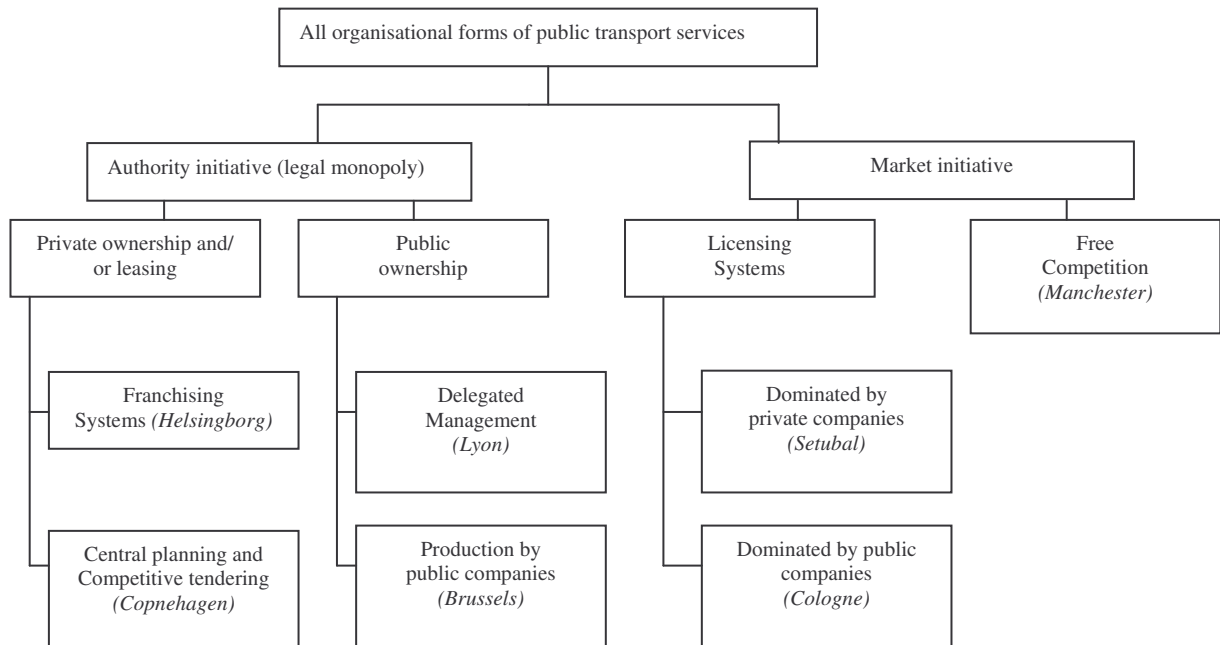 All organisational forms of public transport services
Authority initiative (legal monopoly)
Market initiative
Private ownership and/
or leasing
Public
ownership
Licensing
Systems
Free
Competition
(Manchester)
Franchising
Systems (Helsingborg)
Delegated
Management
(Lyon)
Dominated by
private companies
(Setubal)
Central planning and
Competitive tendering
(Copnehagen)
Production by
public companies
(Brussels)
Dominated by public
companies
(Cologne)